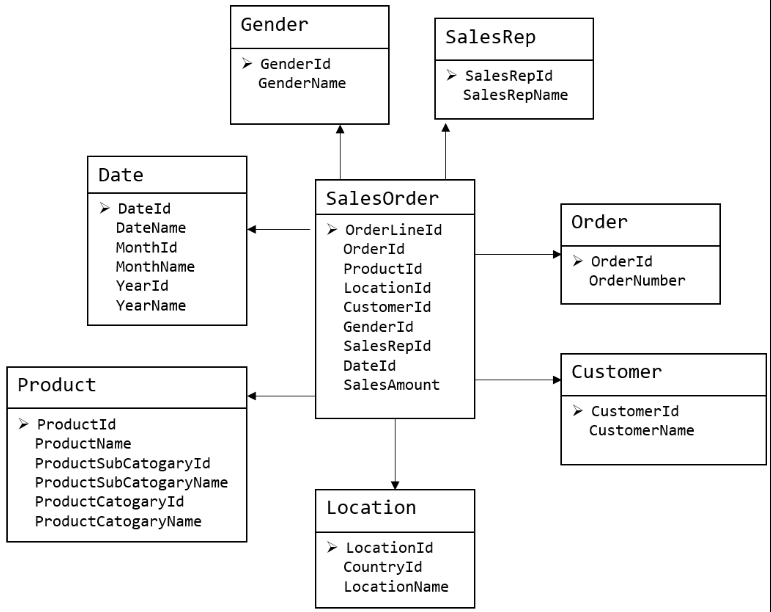 Gender
GenderId
GenderName
SalesRep
SalesRepId
SalesRepName
Date
DateId
DateName
MonthId
MonthName
YearId
YearName
SalesOrder
OrderLineId
OrderId
ProductId
LocationId
CustomerId
GenderId
SalesRepId
DateId
SalesAmount
Order
OrderId
OrderNumber
Product
ProductId
ProductName
ProductSubCatogaryId
ProductSubCatogaryName
ProductCatogaryId
ProductCatogaryName
Customer
CustomerId
CustomerName
Location
LocationId
CountryId
LocationName